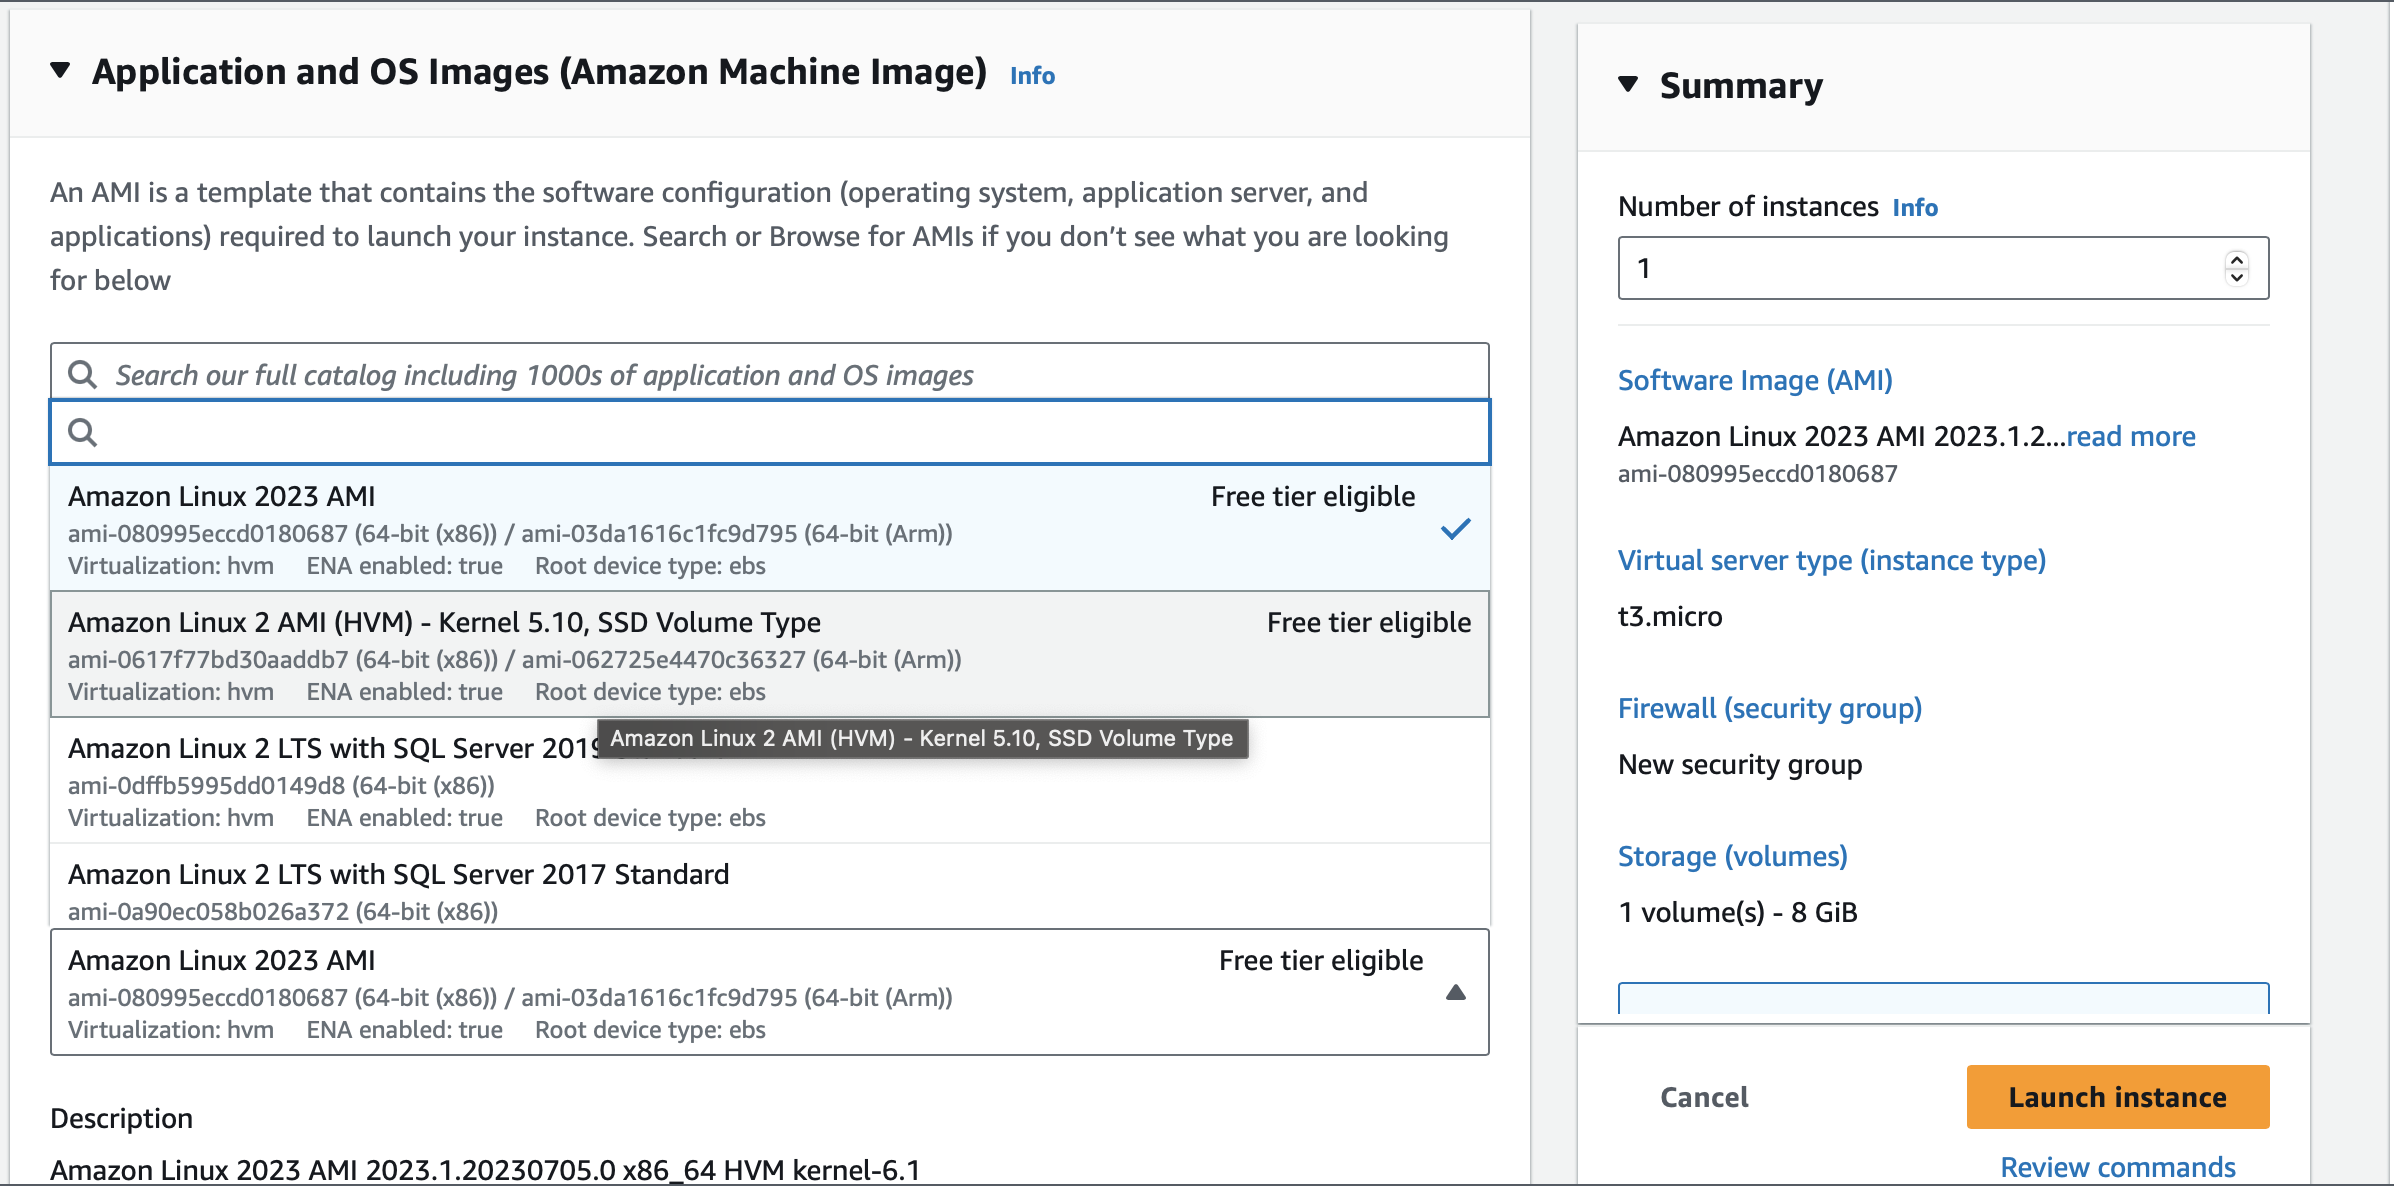 Application and OS Images (Amazon Machine Image) Info
An AMI is a template that contains the software configuration (operating system, application server, and
applications) required to launch your instance. Search or Browse for AMIs if you don’t see what you are looking
for below
Search our full catalog including 1000s of application and OS images
Amazon Linux 2023 AMI Free tier eligible
ami-080995eccd0180687 (64-bit (x86)) / ami-03da1616c1fc9d795 (64-bit (Arm))
Virtualization: hvm ENA enabled: true Root device type: ebs
Amazon Linux 2 AMI (HVM) - Kernel 5.10, SSD Volume Type Free tier eligible
ami-0617f77bd30aaddb7 (64-bit (x86)) / ami-062725e4470c36327 (64-bit (Arm))
Virtualization: hvm ENA enabled: true Root device type: ebs
Amazon Linux 2 AMI (HVM) - Kernel 5.10, SSD Volume Type
Amazon Linux 2 LTS with SQL Server 2019
ami-0dffb5995dd0149d8 (64-bit (x86))
Virtualization: hvm ENA enabled: true Root device type: ebs
Amazon Linux 2 LTS with SQL Server 2017 Standard
ami-0a90ec058b026a372 (64-bit (x86))
Amazon Linux 2023 AMI Free tier eligible
ami-080995eccd0180687 (64-bit (x86)) / ami-03da1616c1fc9d795 (64-bit (Arm))
Virtualization: hvm ENA enabled: true Root device type: ebs
Description
Amazon Linux 2023 AMI 2023.1.20230705.0 x86_64 HVM kernel-6.1
Summary
Number of instances Info
1
Software Image (AMI)
Amazon Linux 2023 AMI 2023.1.2...read more
ami-080995eccd0180687
Virtual server type (instance type)
t3.micro
Firewall (security group)
New security group
Storage (volumes)
1 volume(s) - 8 GiB
Cancel Launch instance
Review commands